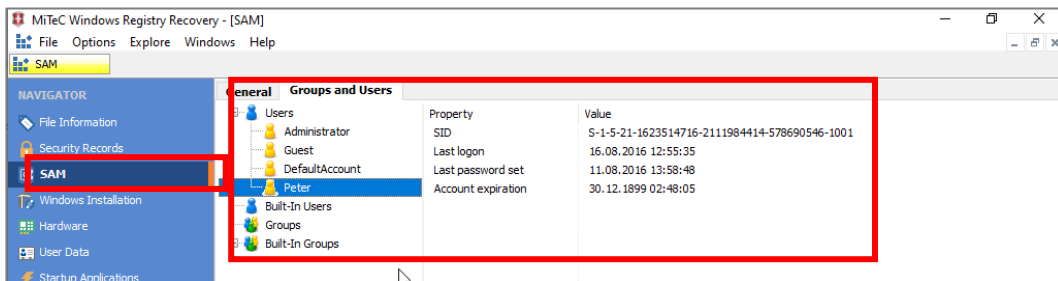 MiTeC Windows Registry Recovery - [SAM]
File Options Explore Windows Help
SAM
NAVIGATOR
File Information
Security Records
SAM
Windows Installation
Hardware
User Data
Startup Applications
General Groups and Users
Users
Administrator
Guest
DefaultAccount
Peter
Built-In Users
Groups
Built-In Groups
Property Value
SID S-1-5-21-1623514716-2111984414-578690546-1001
Last logon 16.08.2016 12:55:35
Last password set 11.08.2016 13:58:48
Account expiration 30.12.1899 02:48:05